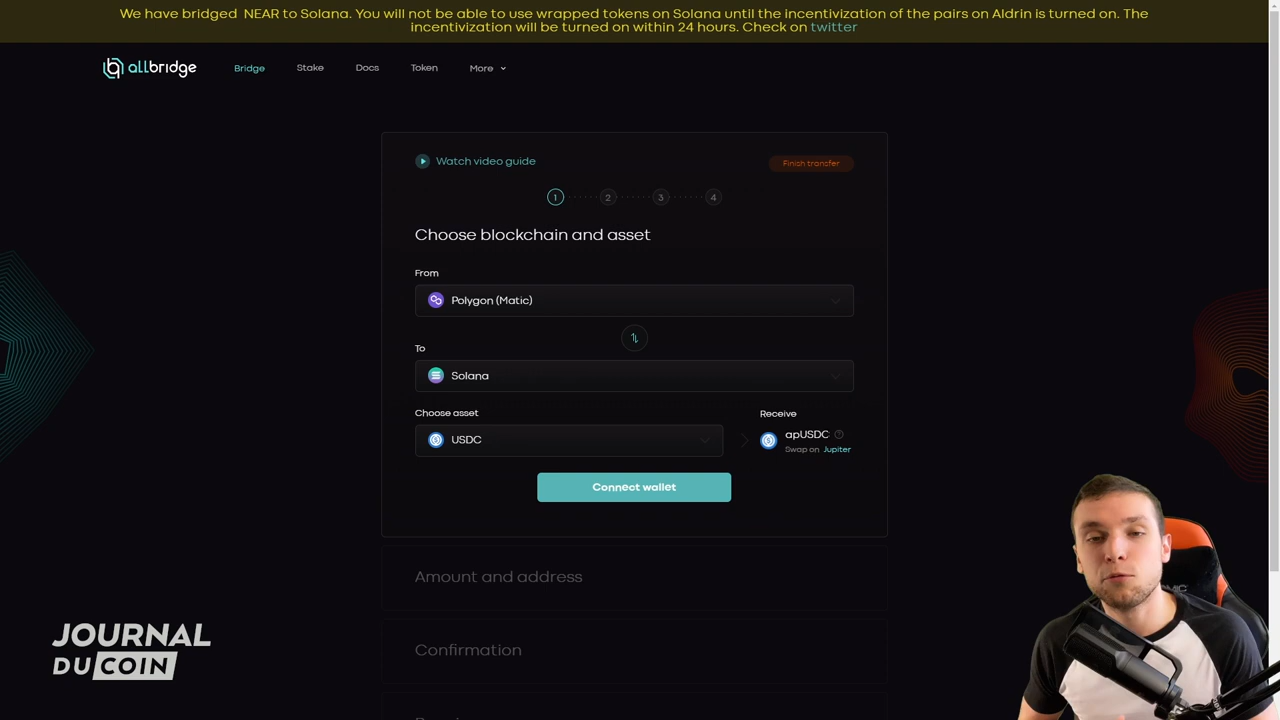 We have bridged NEAR to Solana. You will not be able to use wrapped tokens on Solana until the incentivization of the pairs on Aldrin is turned on. The
incentivization will be turned on within 24 hours. Check on twitter
allbridge
Bridge
Stake
Docs
Token
More
Watch video guide
Finish transfer
1
2
3
4
Choose blockchain and asset
From
Polygon (Matic)
To
Solana
Choose asset
Receive
USDC
apUSDC ?
Swap on Jupiter
Connect wallet
Amount and address
Confirmation
JOURNAL
DU COIN